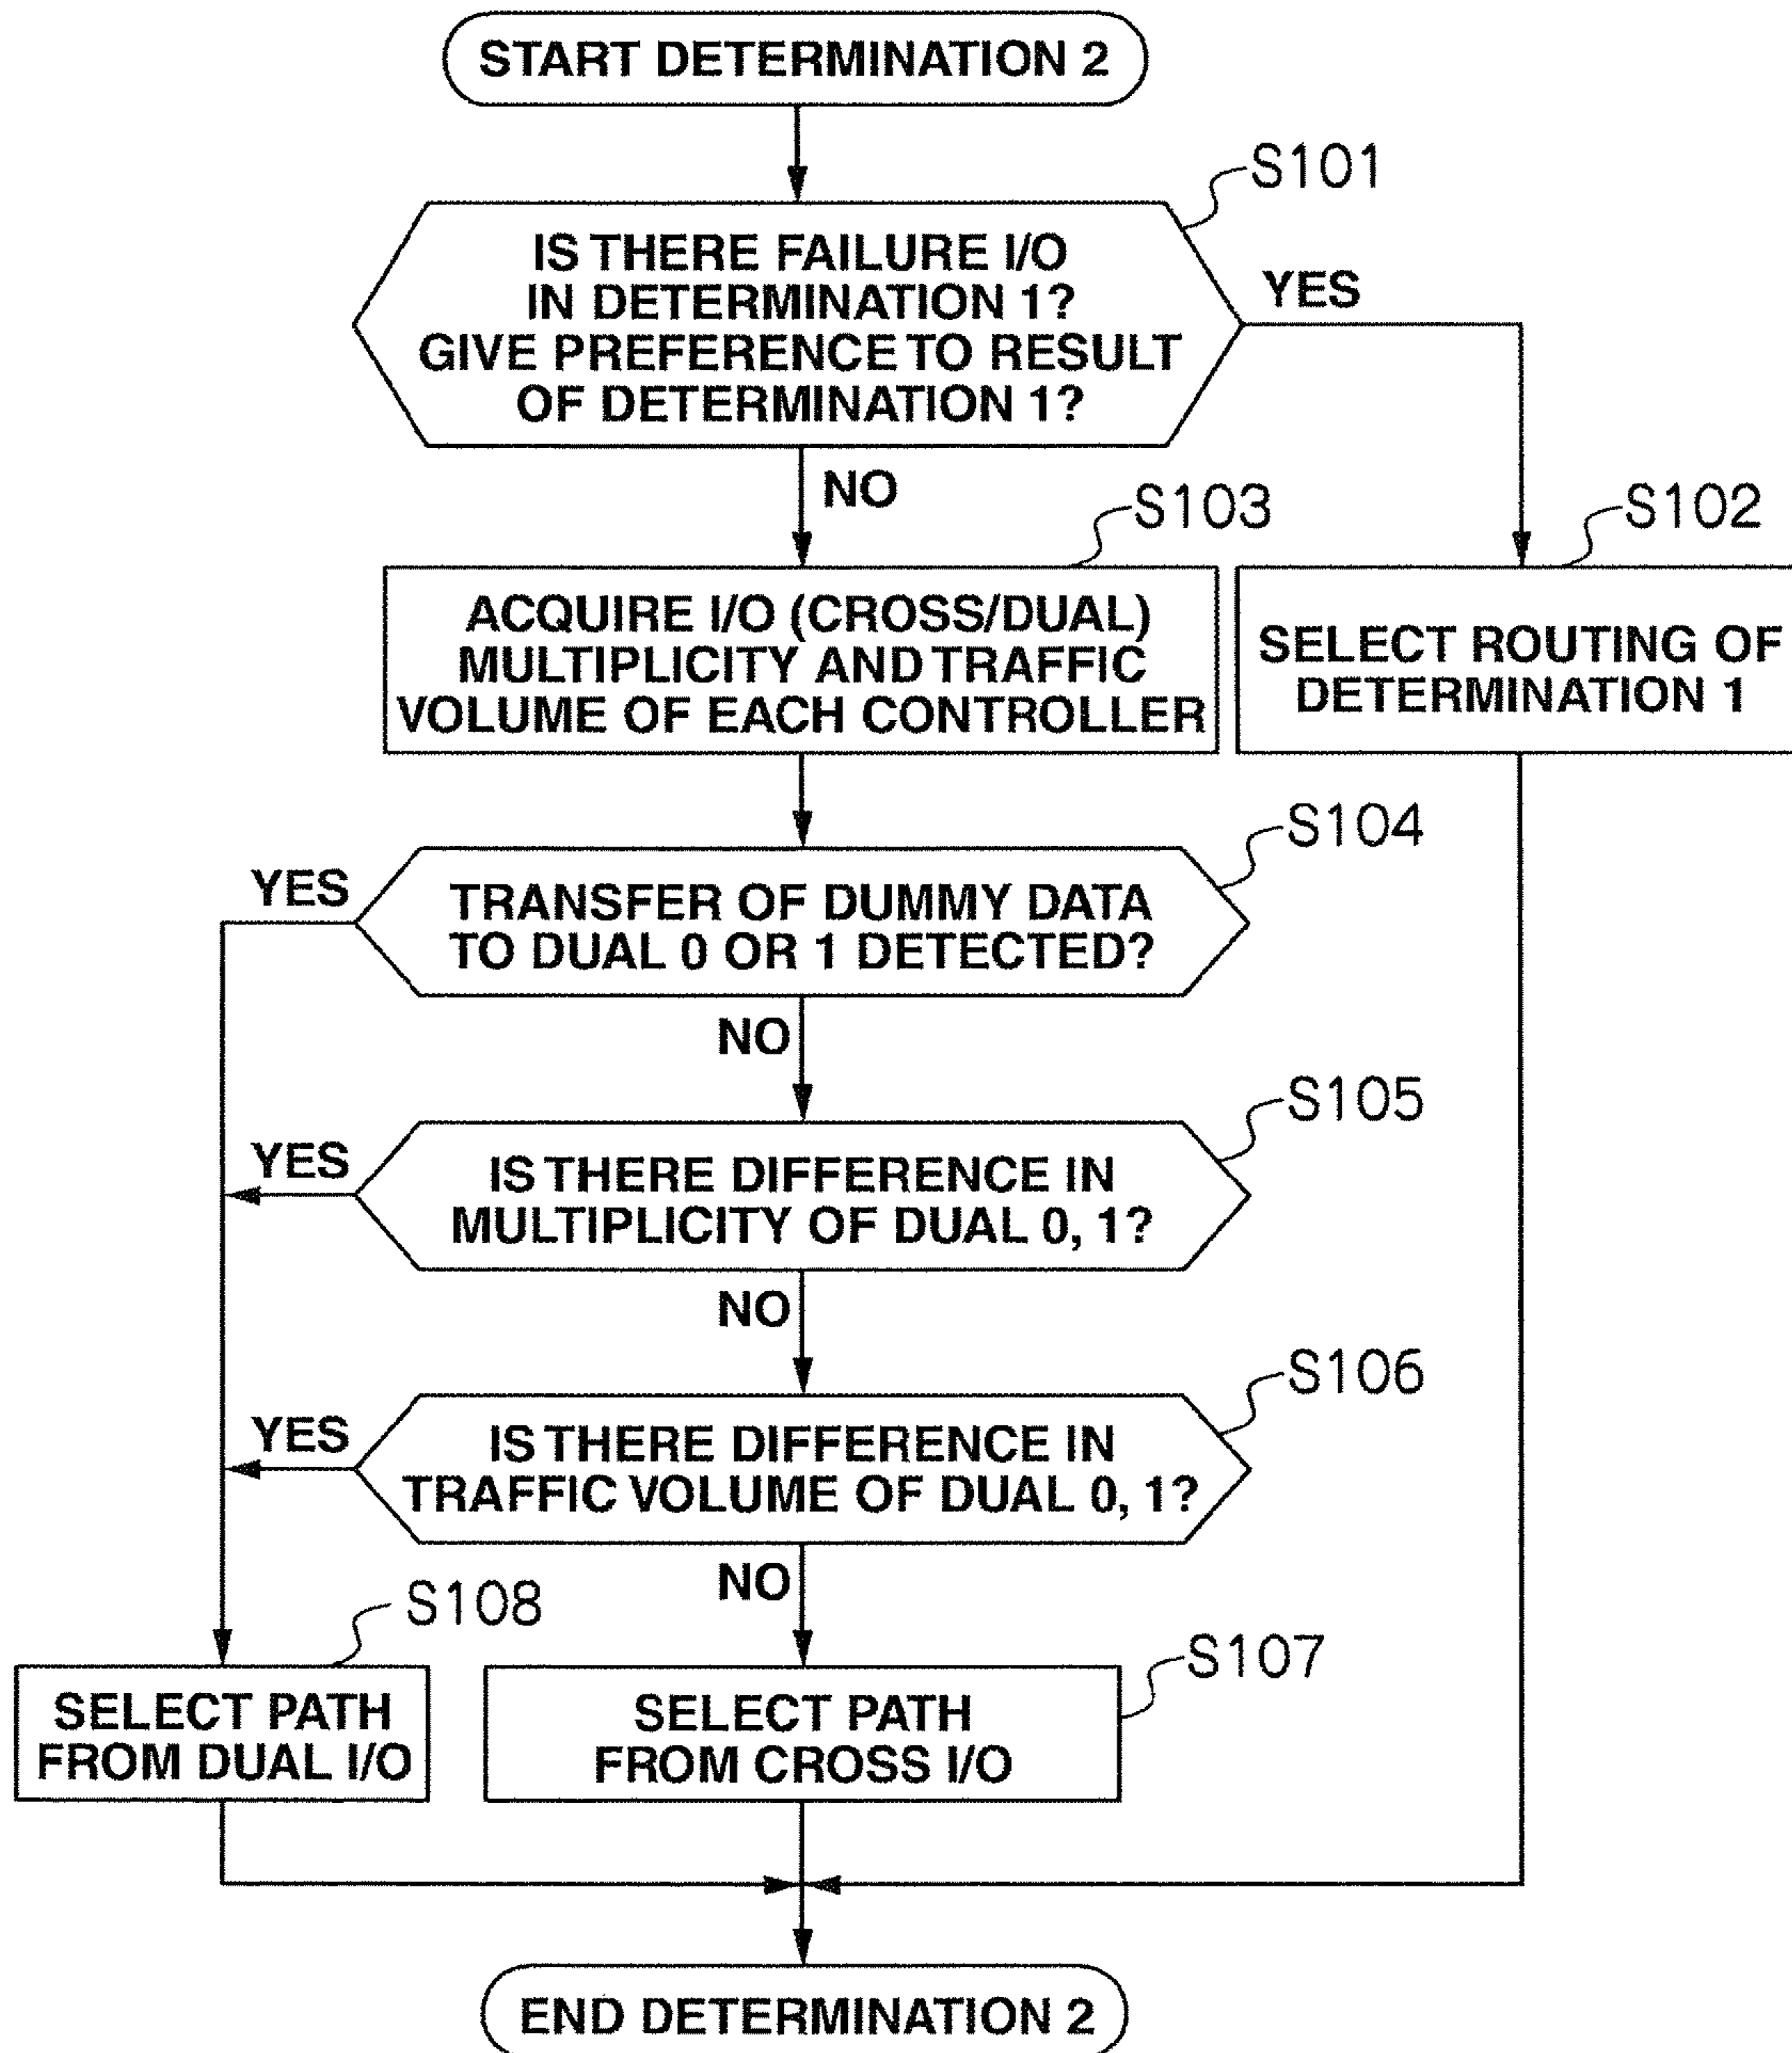 START DETERMINATION 2
S101
IS THERE FAILURE I/O
IN DETERMINATION 1?
GIVE PREFERENCE TO RESULT
OF DETERMINATION 1?
YES
NO
S103
S102
ACQUIRE I/O (CROSS/DUAL)
MULTIPLICITY AND TRAFFIC
VOLUME OF EACH CONTROLLER
SELECT ROUTING OF
DETERMINATION 1
S104
YES
TRANSFER OF DUMMY DATA
TO DUAL 0 OR 1 DETECTED?
NO
S105
YES
IS THERE DIFFERENCE IN
MULTIPLICITY OF DUAL 0, 1?
NO
S106
YES
IS THERE DIFFERENCE IN
TRAFFIC VOLUME OF DUAL 0, 1?
NO
S108
S107
SELECT PATH
FROM DUAL I/O
SELECT PATH
FROM CROSS I/O
END DETERMINATION 2